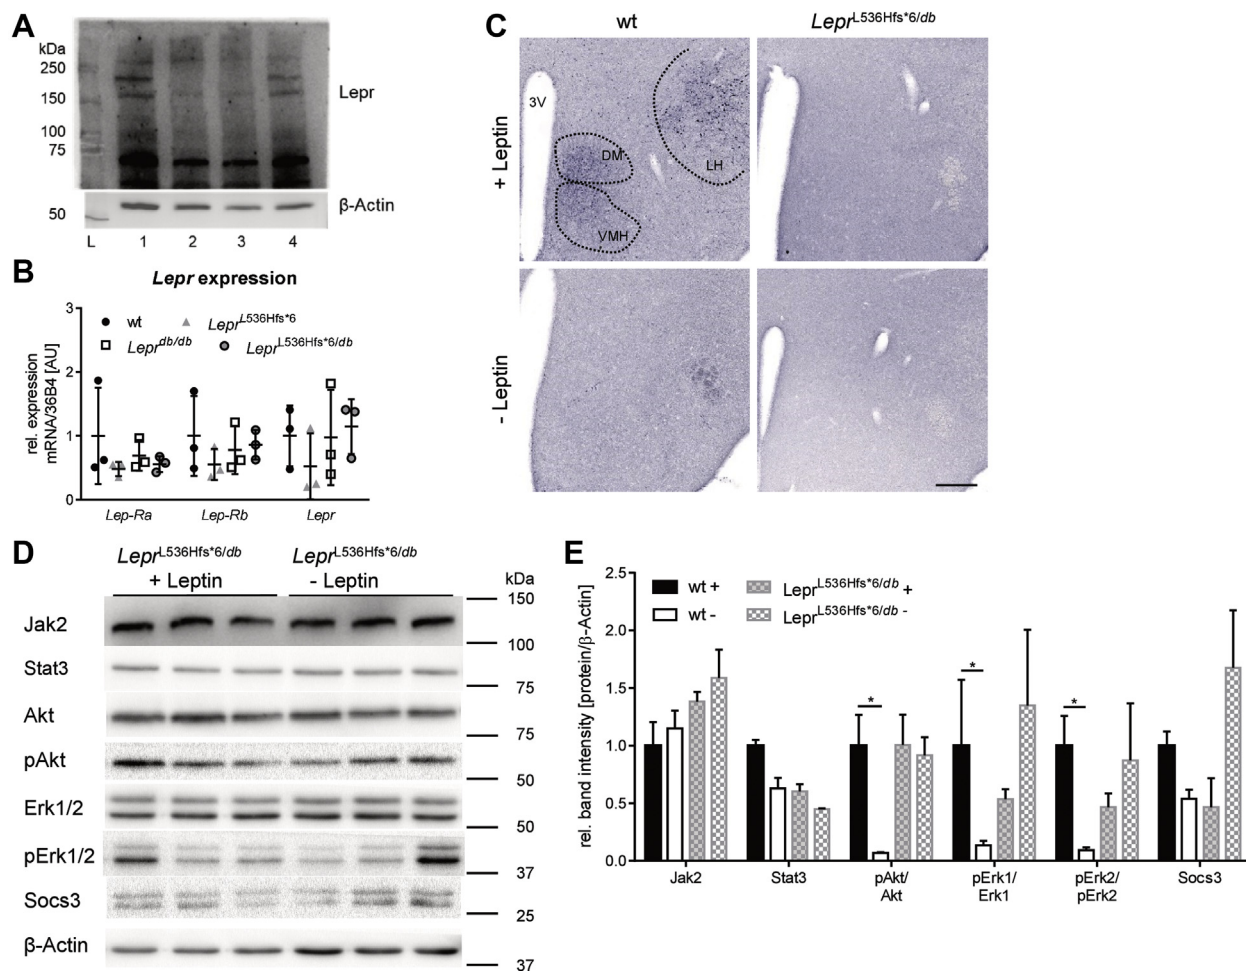 A
kDa
250
150
100
75
50
Lepr
β-Actin
L 1 2 3 4
B
Lepr expression
rel. expression
mRNA/36B4 [AU]
3
2
1
0
wt
Lepr^L536Hfs*6
Lepr^db/db
Lepr^L536Hfs*6/db
Lep-Ra Lep-Rb Lepr
C
wt Lepr^L536Hfs*6/db
+ Leptin
- Leptin
3V
DM
LH
VMH
D
Lepr^L536Hfs*6/db Lepr^L536Hfs*6/db
+ Leptin - Leptin
kDa
150
Jak2
100
Stat3
75
Akt
75
pAkt
50
Erk1/2
50
pErk1/2
37
Socs3
25
β-Actin
37
E
rel. band intensity [protein/β-Actin]
2.5
2.0
1.5
1.0
0.5
0.0
wt + Lepr^L536Hfs*6/db +
wt - Lepr^L536Hfs*6/db -
* * *
Jak2 Stat3 pAkt/ pErk1/ pErk2/ Socs3
Akt Erk1 pErk2